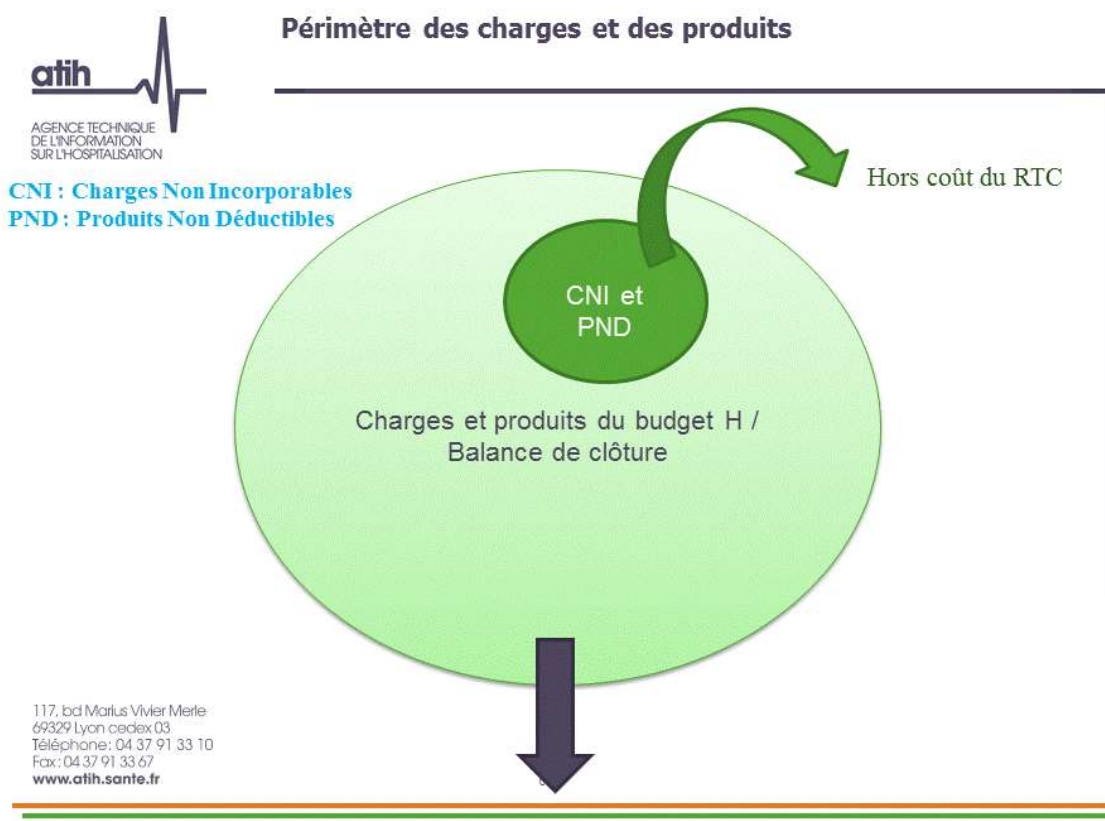 Périmètre des charges et des produits
atih
AGENCE TECHNIQUE
DE L'INFORMATION
SUR L'HOSPITALISATION
CNI : Charges Non Incorporables
PND : Produits Non Déductibles
Hors coût du RTC
CNI et
PND
Charges et produits du budget H /
Balance de clôture
117, bd Marius Vivier Merle
69329 Lyon cedex 03
Téléphone : 04 37 91 33 10
Fax : 04 37 91 33 67
www.atih.sante.fr